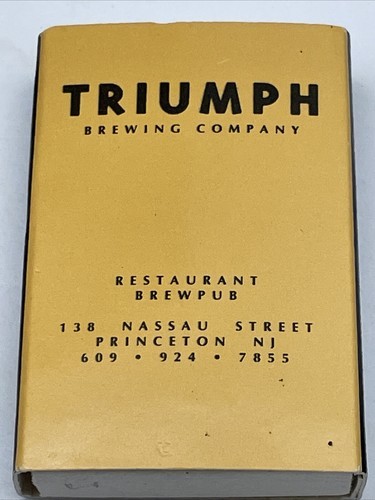 TRIUMPH
BREWING COMPANY
RESTAURANT
BREWPUB
138 NASSAU STREET
PRINCETON NJ
609 • 924 • 7855